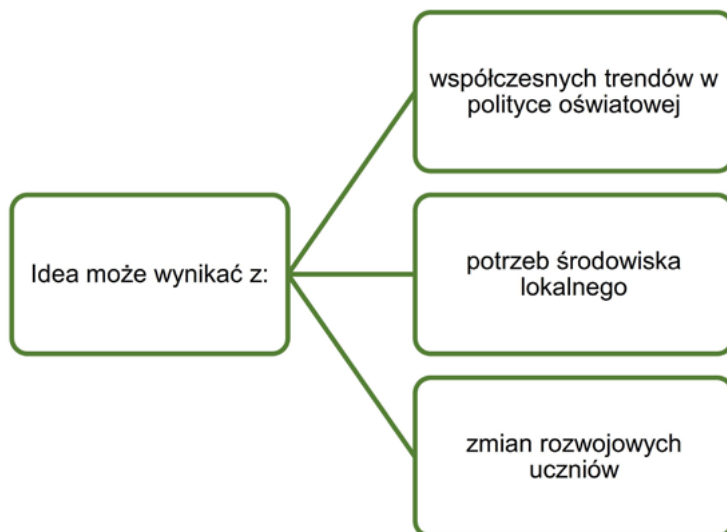 Idea może wynikać z:
współczesnych trendów w
polityce oświatowej
potrzeb środowiska
lokalnego
zmian rozwojowych
uczniów